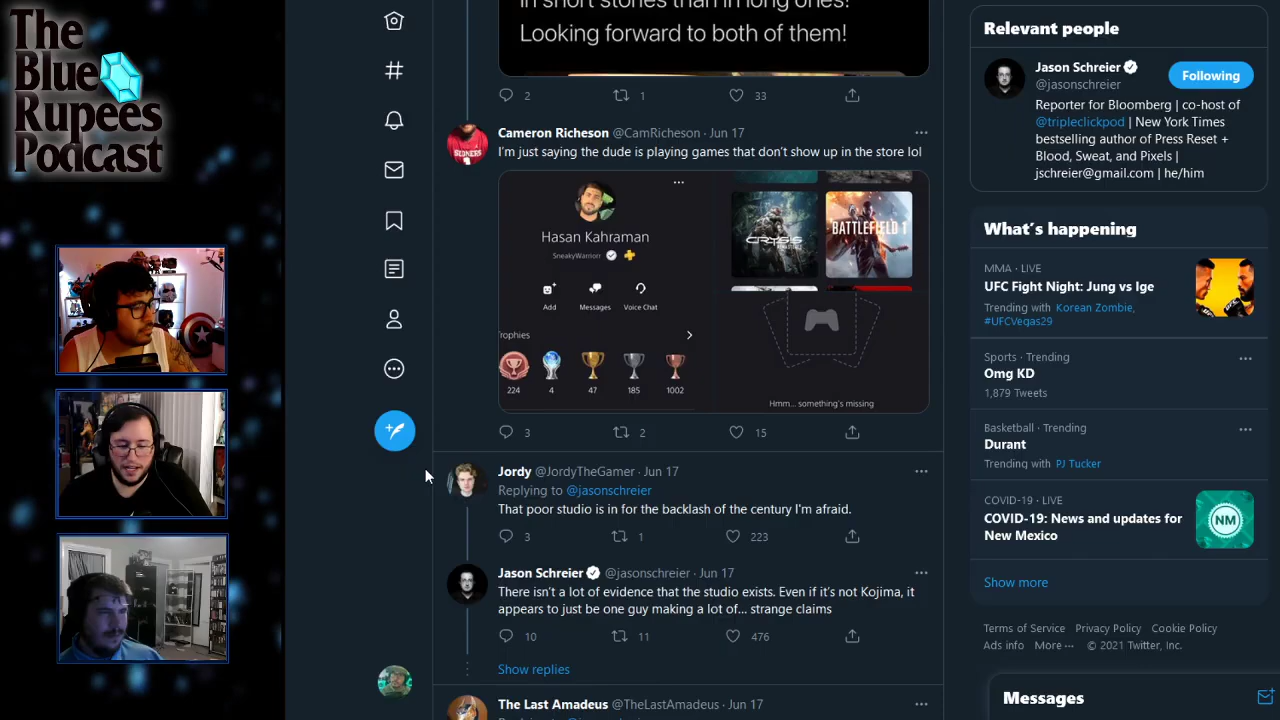 The
Blue
Rupees
Podcast
in short stories than in long ones!
Looking forward to both of them!
2
1
33
Cameron Richeson @CamRicheson · Jun 17
I'm just saying the dude is playing games that don't show up in the store lol
Hasan Kahraman
SneakyWarriorr
Add
Messages
Voice Chat
rophies
224
4
47
185
1002
CRYSIS
REMASTERED
BATTLEFIELD 1
Hmm... something's missing
3
2
15
Jordy @JordyTheGamer · Jun 17
Replying to @jasonschreier
That poor studio is in for the backlash of the century I'm afraid.
3
1
223
Jason Schreier @jasonschreier · Jun 17
There isn't a lot of evidence that the studio exists. Even if it's not Kojima, it
appears to just be one guy making a lot of... strange claims
10
11
476
Show replies
The Last Amadeus @TheLastAmadeus · Jun 17
Relevant people
Jason Schreier
@jasonschreier
Following
Reporter for Bloomberg | co-host of
@tripleclickpod | New York Times
bestselling author of Press Reset +
Blood, Sweat, and Pixels |
jschreier@gmail.com | he/him
What's happening
MMA · LIVE
UFC Fight Night: Jung vs Ige
Trending with Korean Zombie,
#UFCVegas29
Sports · Trending
Omg KD
1,879 Tweets
Basketball · Trending
Durant
Trending with PJ Tucker
COVID-19 · LIVE
COVID-19: News and updates for
New Mexico
NM
Show more
Terms of Service Privacy Policy Cookie Policy
Ads info More ··· © 2021 Twitter, Inc.
Messages